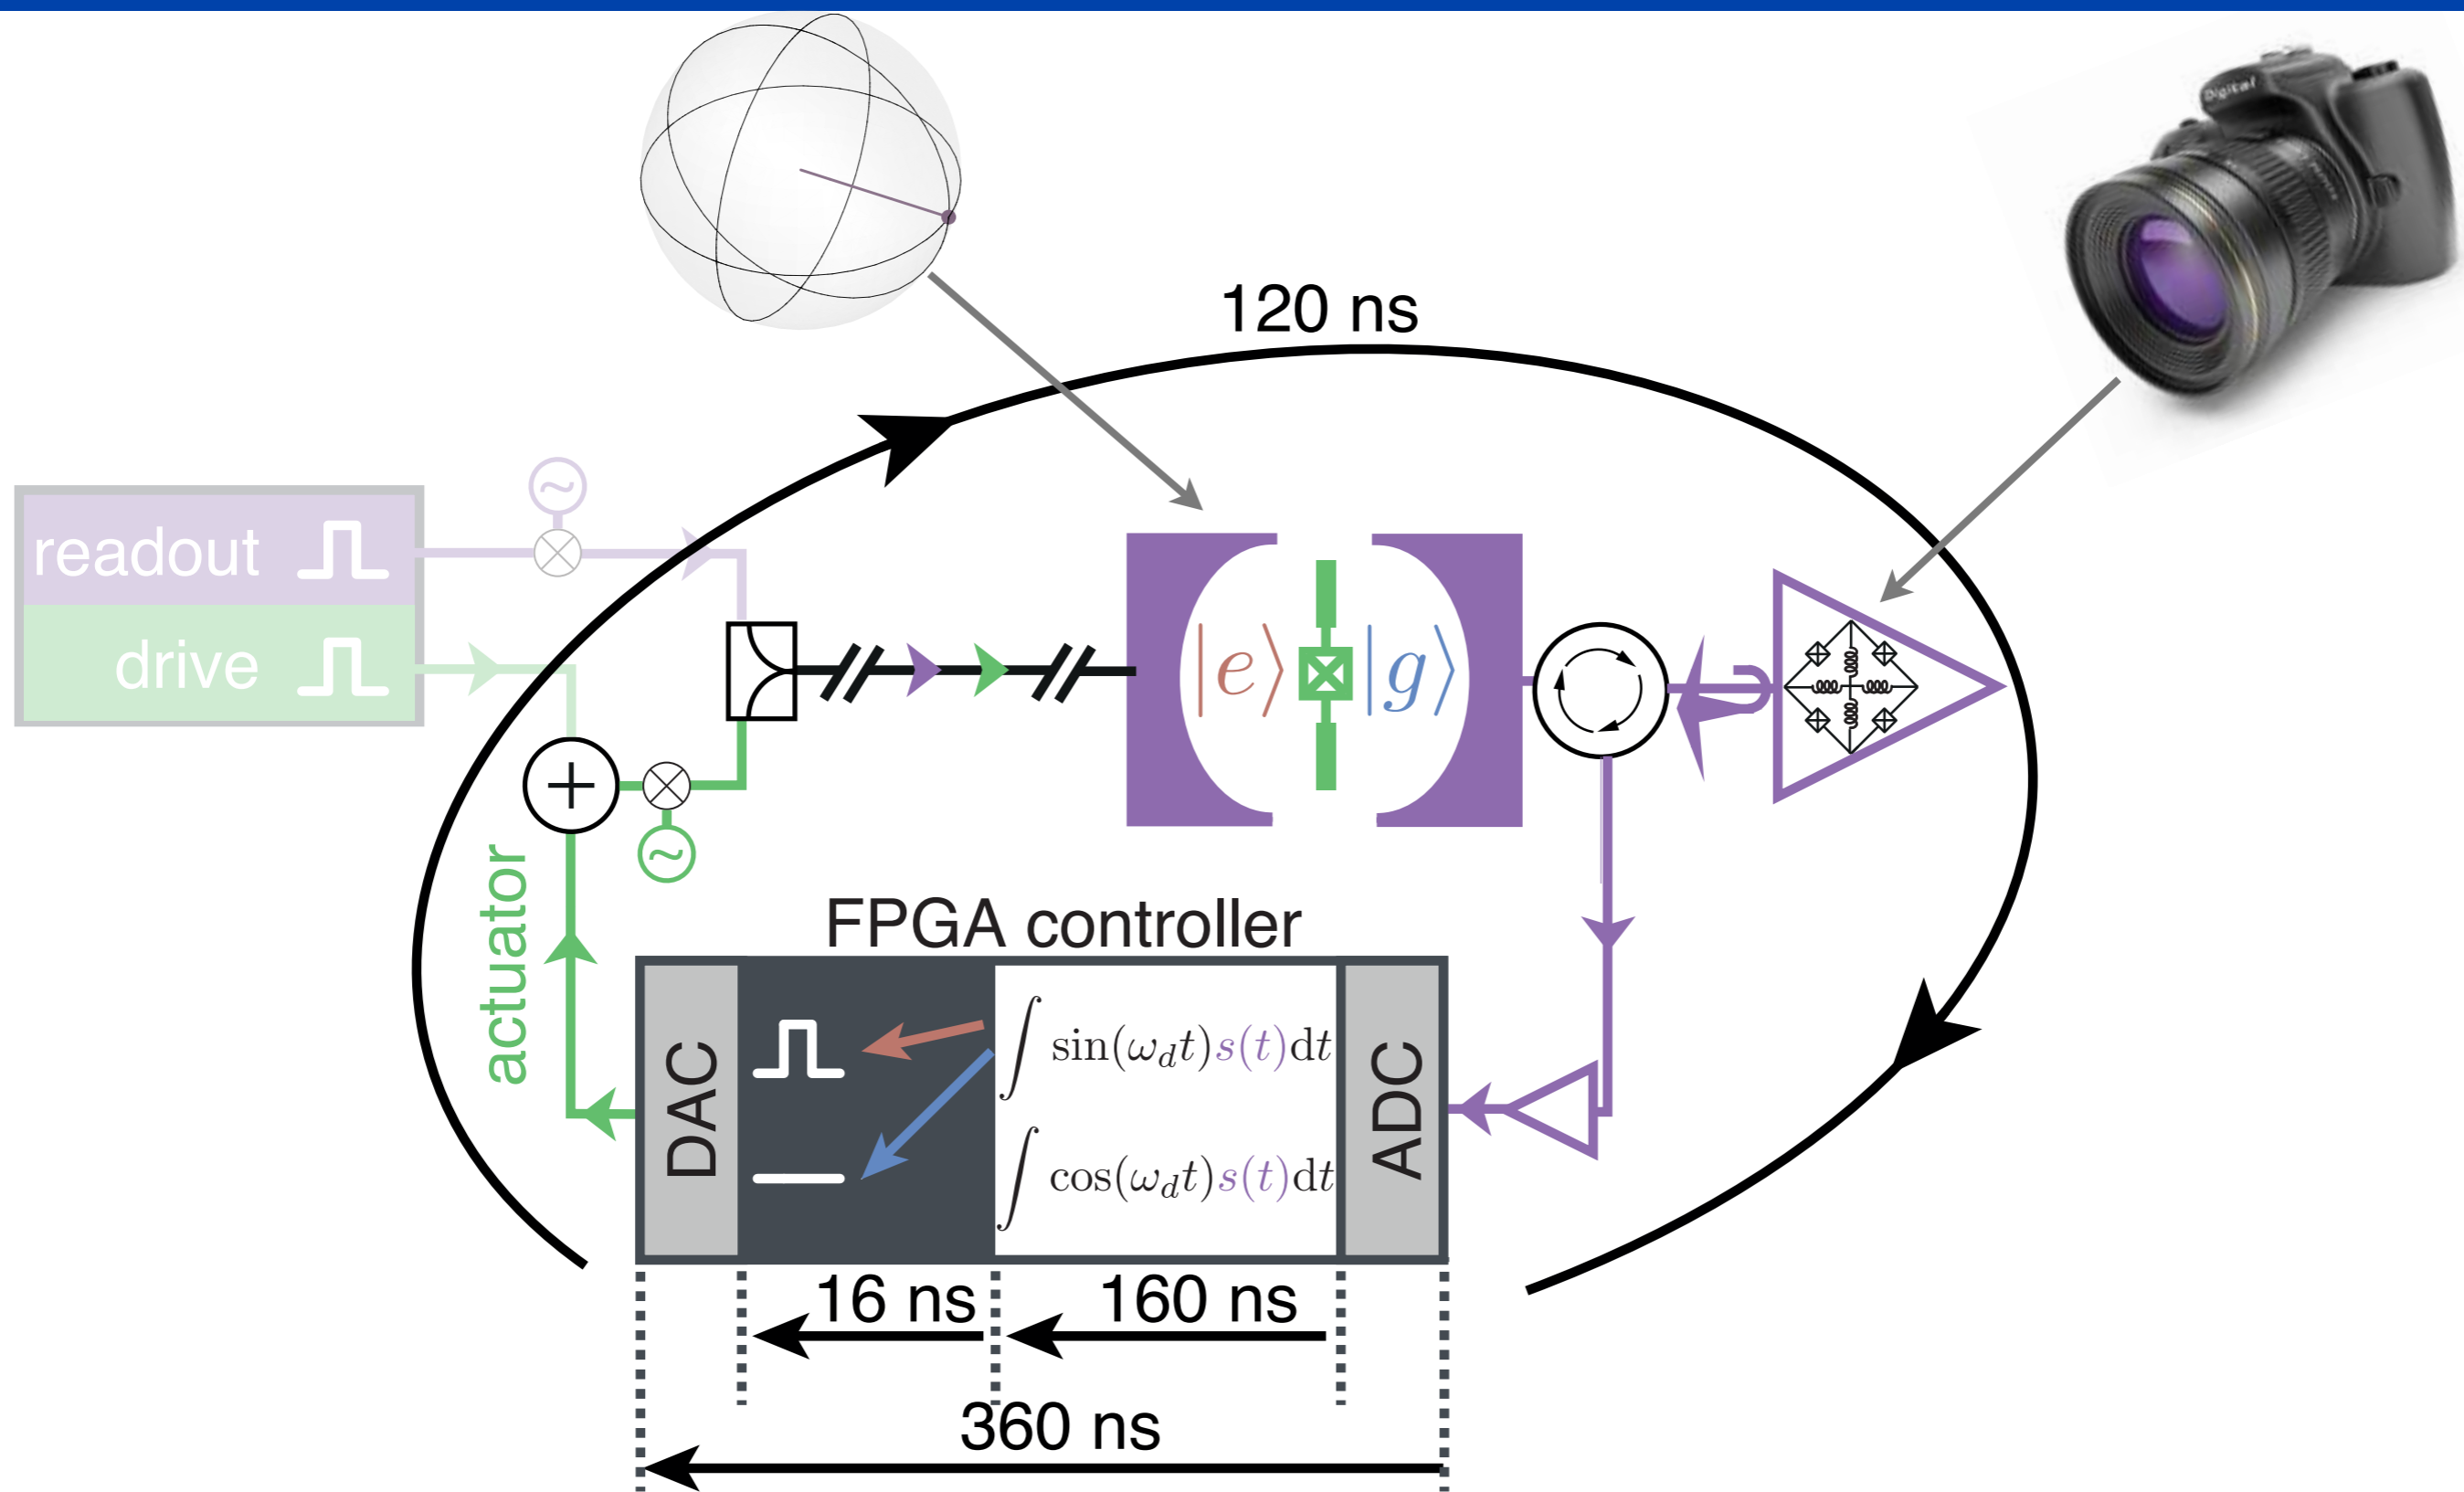 Digital
120 ns
readout
drive
|e⟩ |g⟩
+
actuator
FPGA controller
DAC
∫ sin(ω_d t)s(t)dt
∫ cos(ω_d t)s(t)dt
ADC
16 ns
160 ns
360 ns